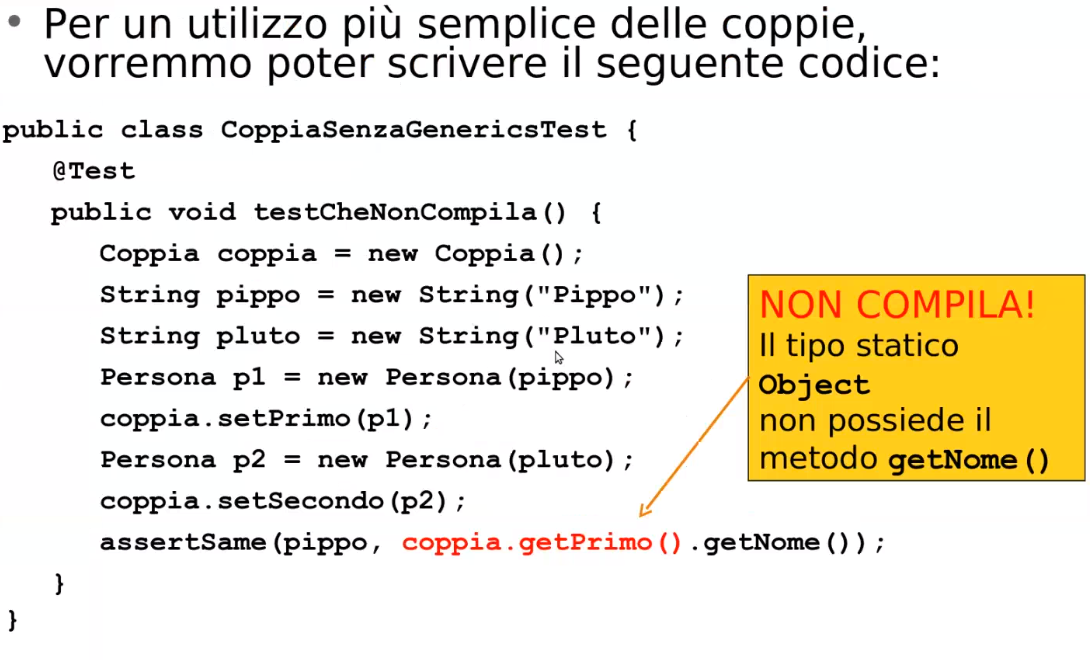 • Per un utilizzo più semplice delle coppie,
vorremmo poter scrivere il seguente codice:
public class CoppiaSenzaGenericsTest {
@Test
public void testCheNonCompila() {
Coppia coppia = new Coppia();
String pippo = new String("Pippo");
String pluto = new String("Pluto");
Persona p1 = new Persona(pippo);
coppia.setPrimo(p1);
Persona p2 = new Persona(pluto);
coppia.setSecondo(p2);
assertSame(pippo, coppia.getPrimo().getNome());
}
}
NON COMPILA!
Il tipo statico
Object
non possiede il
metodo getNome()